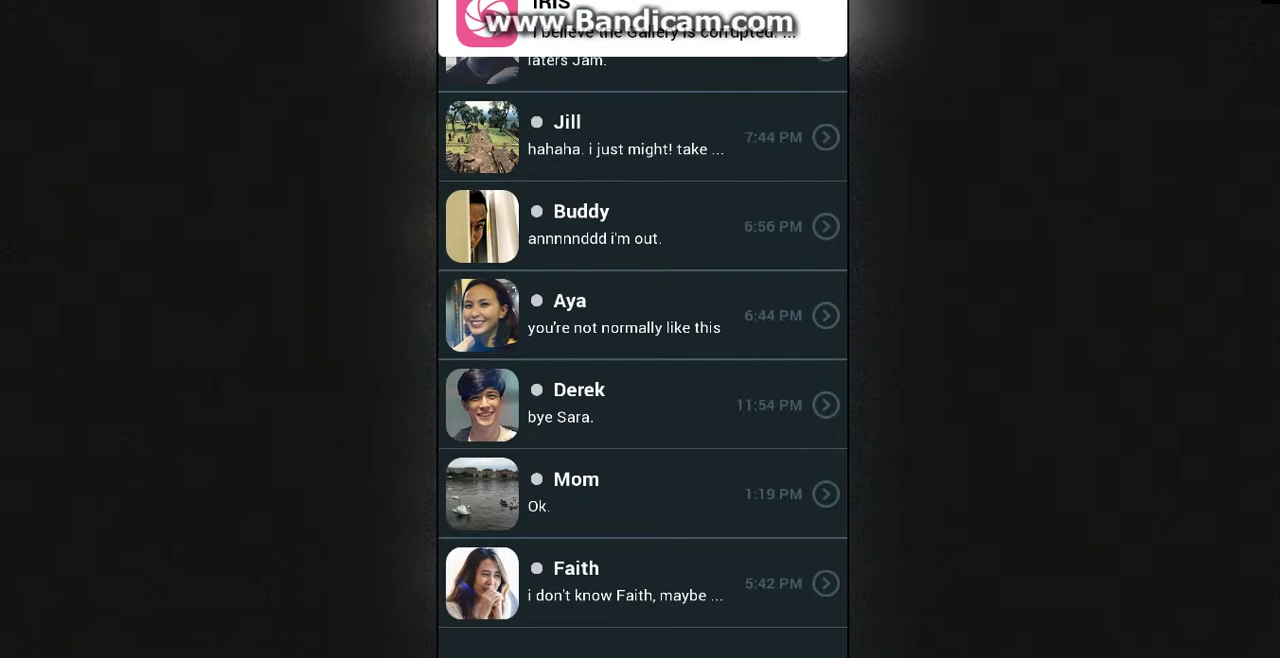 IRIS
www.Bandicam.com
I believe the Gallery is corrupted. ...
laters Jam.
Jill
hahaha. i just might! take ...
7:44 PM
Buddy
annnnnddd i'm out.
6:56 PM
Aya
you're not normally like this
6:44 PM
Derek
bye Sara.
11:54 PM
Mom
Ok.
1:19 PM
Faith
i don't know Faith, maybe ...
5:42 PM